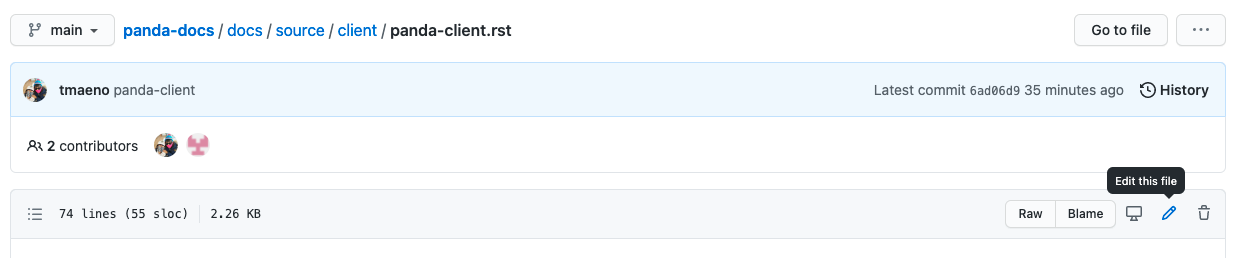 main panda-docs / docs / source / client / panda-client.rst Go to file ...
tmaeno panda-client Latest commit 6ad06d9 35 minutes ago History
2 contributors
Edit this file
74 lines (55 sloc) 2.26 KB Raw Blame